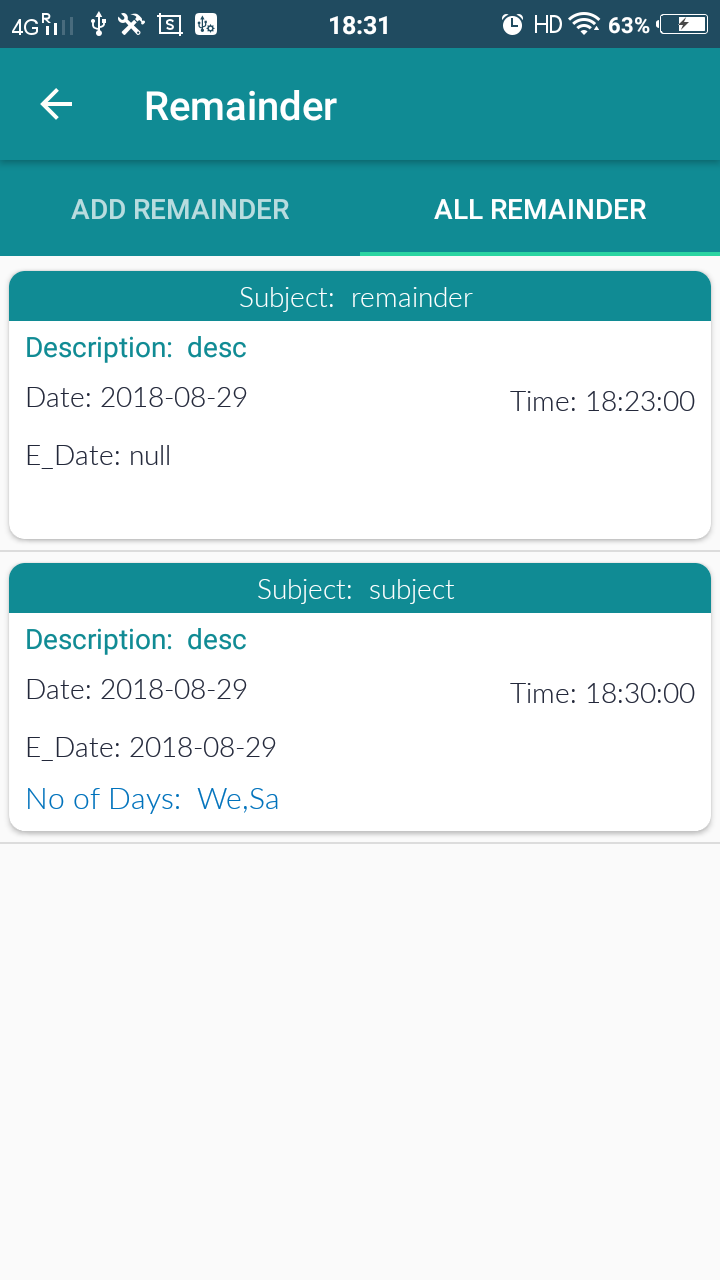 4G R 18:31 HD 63%
Remainder
ADD REMAINDER ALL REMAINDER
Subject: remainder
Description: desc
Date: 2018-08-29 Time: 18:23:00
E_Date: null
Subject: subject
Description: desc
Date: 2018-08-29 Time: 18:30:00
E_Date: 2018-08-29
No of Days: We,Sa